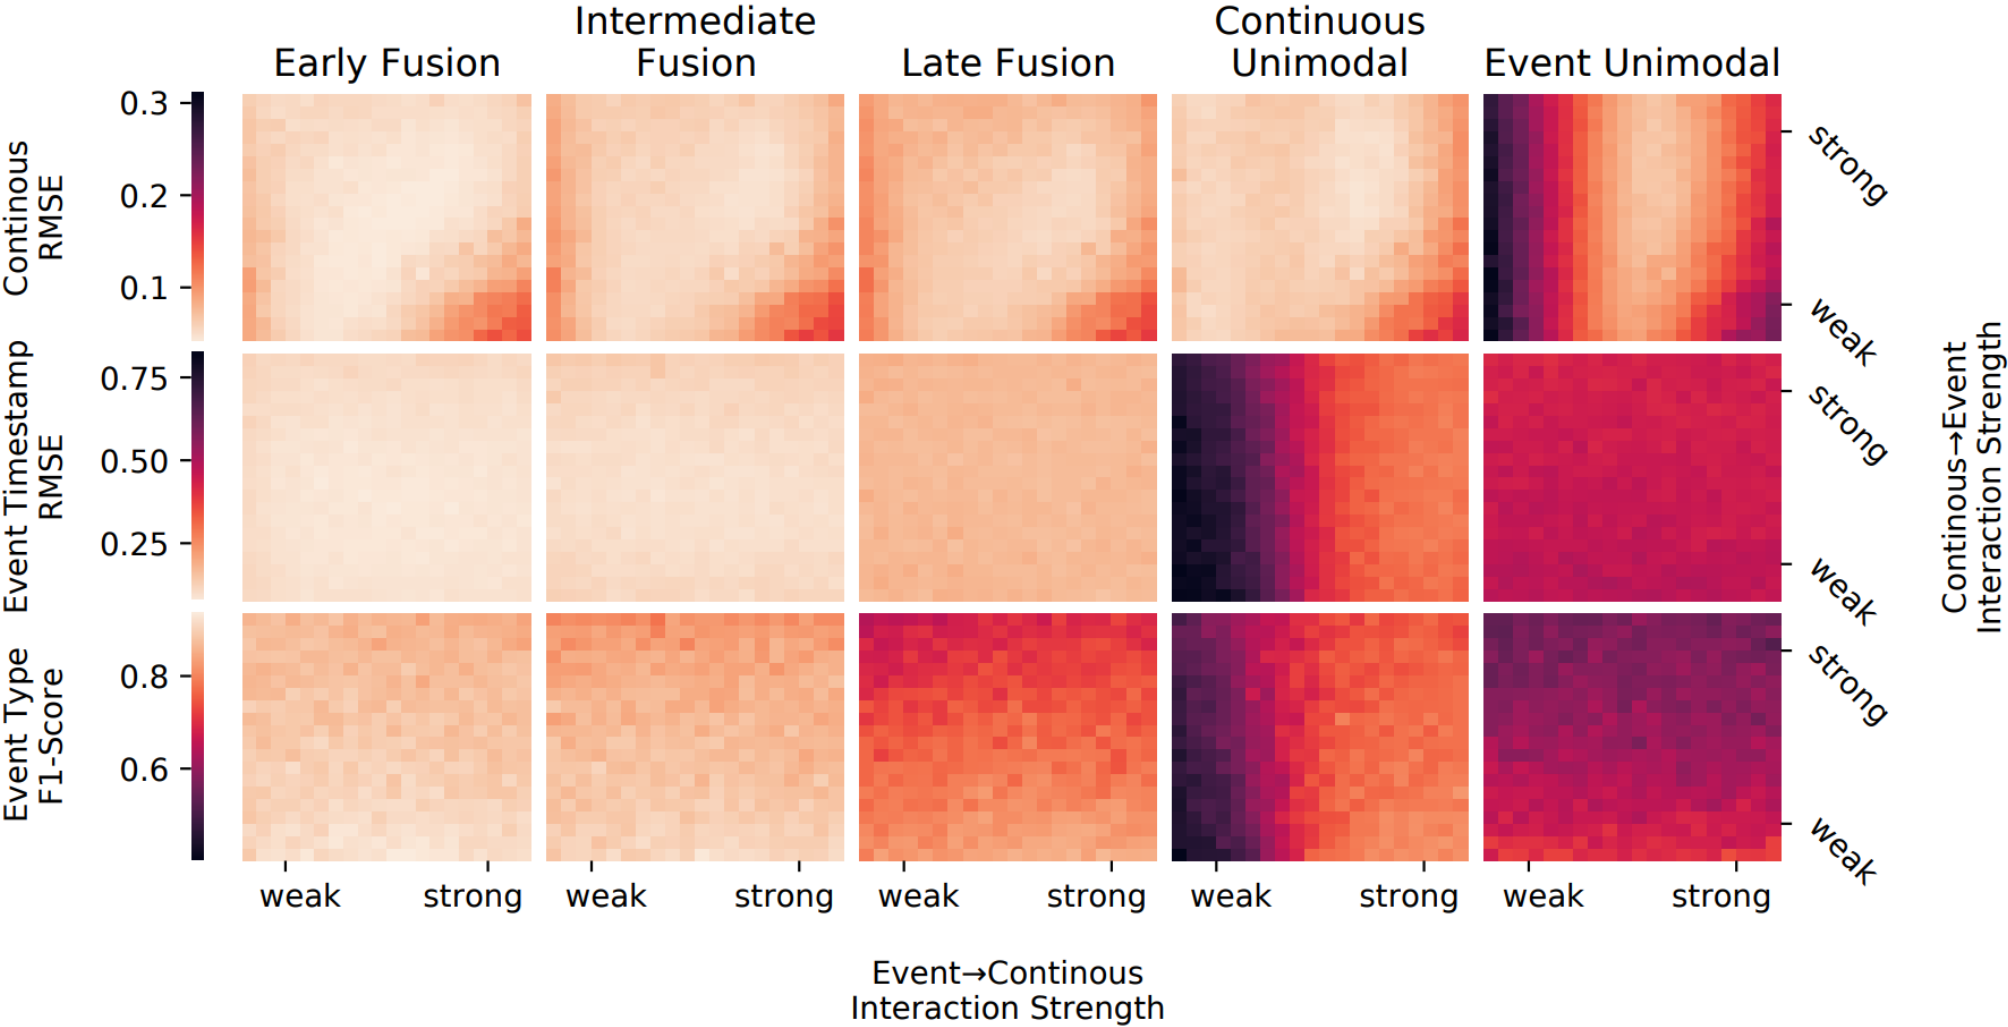 Early Fusion
Intermediate
Fusion
Late Fusion
Continuous
Unimodal
Event Unimodal
Continous
RMSE
0.3
0.2
0.1
strong
weak
Event Timestamp
RMSE
0.75
0.50
0.25
strong
weak
Event Type
F1-Score
0.8
0.6
strong
weak
Continous→Event
Interaction Strength
weak strong
weak strong
weak strong
weak strong
weak strong
Event→Continous
Interaction Strength